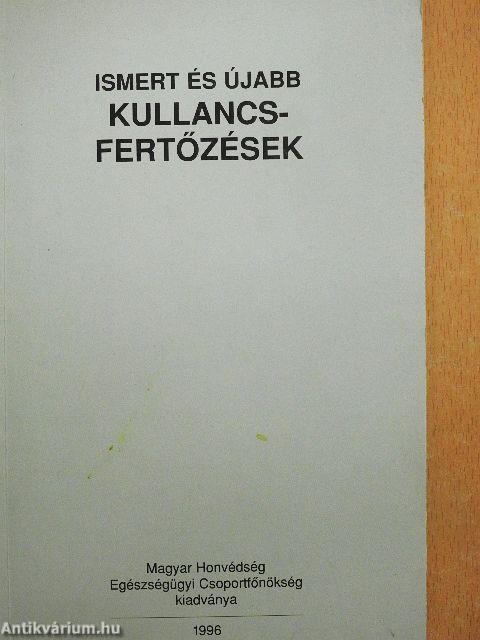 ISMERT ÉS ÚJABB
KULLANCS-
FERTŐZÉSEK
Magyar Honvédség
Egészségügyi Csoportfőnökség
kiadványa
1996
Antikvárium.hu